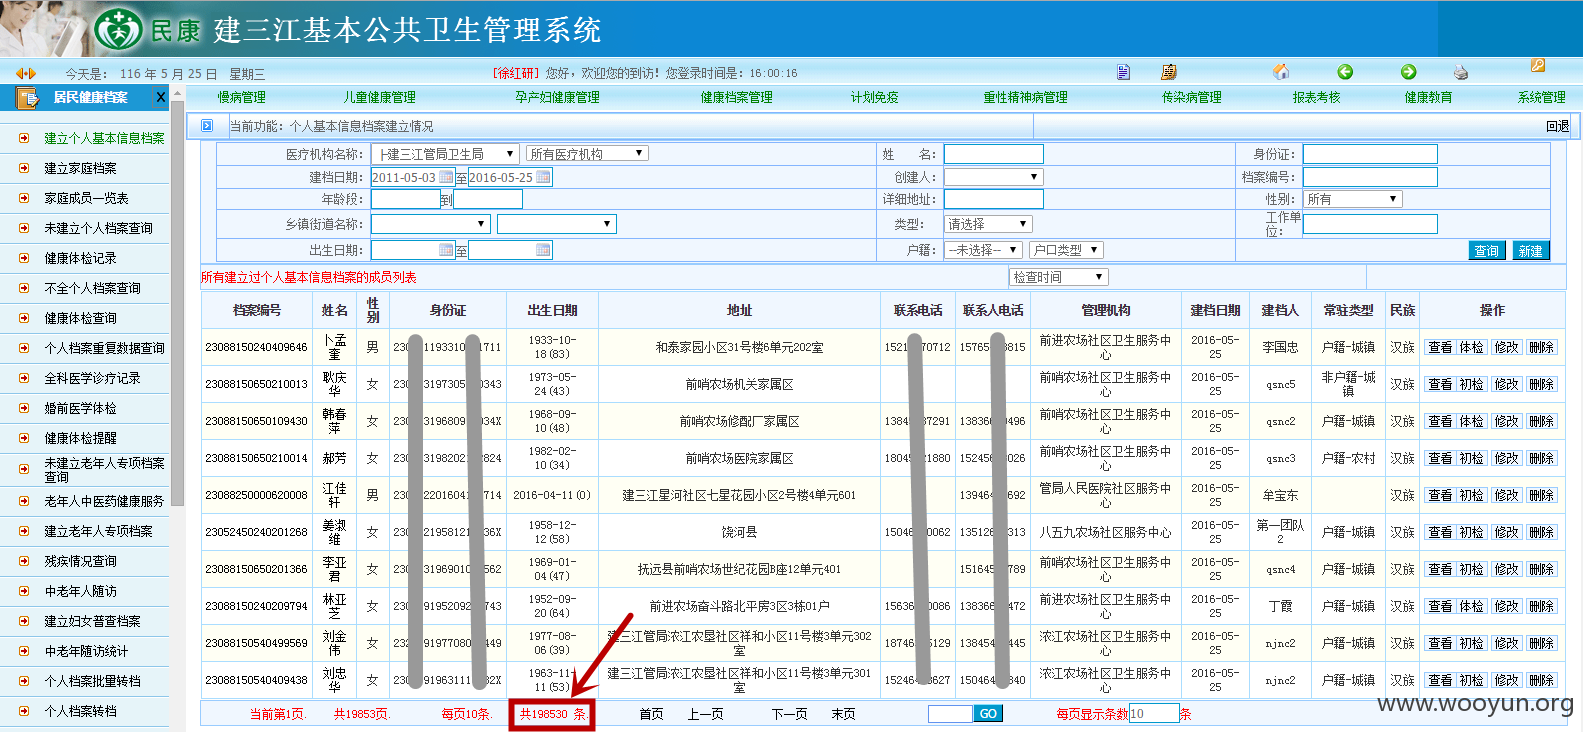 民康 建三江基本公共卫生管理系统
今天是： 116 年 5 月 25 日 星期三
[徐红研] 您好，欢迎您的到访！您登录时间是：16:00:16
居民健康档案 X
慢病管理 儿童健康管理 孕产妇健康管理 健康档案管理 计划免疫 重性精神病管理 传染病管理 报表考核 健康教育 系统管理
当前功能：个人基本信息档案建立情况 回退
建立个人基本信息档案
建立家庭档案
家庭成员一览表
未建立个人档案查询
健康体检记录
不全个人档案查询
健康体检查询
个人档案重复数据查询
全科医学诊疗记录
婚前医学体检
健康体检提醒
未建立老年人专项档案
查询
老年人中医药健康服务
建立老年人专项档案
残疾情况查询
中老年人随访
建立妇女普查档案
中老年随访统计
个人档案批量转档
个人档案转档
医疗机构名称： ├建三江管局卫生局 所有医疗机构 姓 名： 身份证：
建档日期： 2011-05-03 至 2016-05-25 创建人： 档案编号：
年龄段： 到 详细地址： 性别： 所有
乡镇街道名称： 类型： 请选择 工作单
位：
出生日期： 至 户籍： --未选择-- 户口类型 查询 新建
所有建立过个人基本信息档案的成员列表 检查时间
档案编号 姓名 性别 身份证 出生日期 地址 联系电话 联系人电话 管理机构 建档日期 建档人 常驻类型 民族 操作
23088150240409646 卜孟奎 男 230 1193310 1711 1933-10-18(83) 和泰家园小区31号楼6单元202室 1521 70712 15765 8815 前进农场社区卫生服务中心 2016-05-25 李国忠 户籍-城镇 汉族 查看 体检 修改 删除
23088150650210013 耿庆华 女 230 3197305 0343 1973-05-24(43) 前哨农场机关家属区 前哨农场社区卫生服务中心 2016-05-25 qsnc5 非户籍-城镇 汉族 查看 初检 修改 删除
23088150650109430 韩春萍 女 230 3196809 034X 1968-09-10(48) 前哨农场修配厂家属区 1384 37291 13836 0496 前哨农场社区卫生服务中心 2016-05-25 qsnc2 户籍-城镇 汉族 查看 体检 修改 删除
23088150650210014 郝芳 女 230 3198202 2824 1982-02-10(34) 前哨农场医院家属区 1804 21880 15245 8026 前哨农场社区卫生服务中心 2016-05-25 qsnc3 户籍-农村 汉族 查看 初检 修改 删除
23088250000620008 江佳轩 男 230 2201604 714 2016-04-11(0) 建三江星河社区七星花园小区2号楼4单元601 13946 692 管局人民医院社区卫生服务中心 2016-05-25 牟宝东 汉族 查看 初检 修改 删除
23052450240201268 姜淑维 女 230 21958121 36X 1958-12-12(58) 饶河县 15046 0062 13512 313 八五九农场社区卫生服务中心 2016-05-25 第一团队2 户籍-城镇 汉族 查看 初检 修改 删除
23088150650201366 李亚君 女 230 3196901 562 1969-01-04(47) 抚远县前哨农场世纪花园B座12单元401 15164 789 前哨农场社区卫生服务中心 2016-05-25 qsnc4 户籍-城镇 汉族 查看 初检 修改 删除
23088150240209794 林亚芝 女 230 9195209 743 1952-09-20(64) 前进农场奋斗路北平房3区3栋01户 15636 0086 13836 472 前进农场社区卫生服务中心 2016-05-25 丁霞 户籍-城镇 汉族 查看 体检 修改 删除
23088150540499569 刘金伟 女 232 9197708 449 1977-08-06(39) 建三江管局浓江农垦社区祥和小区11号楼3单元302室 18746 5129 13845 445 浓江农场社区卫生服务中心 2016-05-25 njnc2 户籍-城镇 汉族 查看 初检 修改 删除
23088150540409438 刘忠华 女 230 91963111 32X 1963-11-11(53) 建三江管局浓江农垦社区祥和小区11号楼3单元301室 15246 8627 15046 840 浓江农场社区卫生服务中心 2016-05-25 njnc2 户籍-城镇 汉族 查看 初检 修改 删除
当前第1页. 共19853页. 每页10条. 共198530 条. 首页 上一页 下一页 末页 GO 每页显示条数 10 条
www.wooyun.org